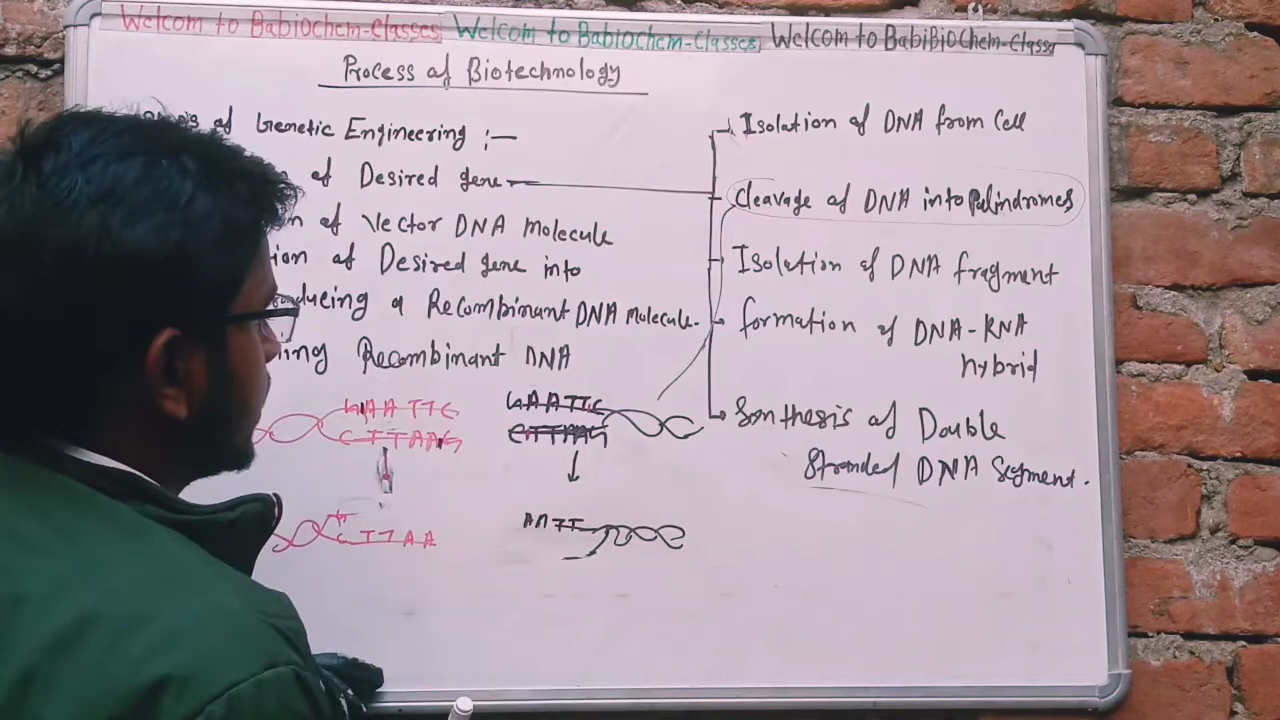 Welcom to Babiochem-Classes, Welcom to Babiochem-Classes, Welcom to BabiBiochem-Classes
Process of Biotechnology
of Genetic Engineering :-
of Desired gene
of Vector DNA Molecule
ion of Desired gene into
ducing a Recombinant DNA Molecule.
ling Recombinant DNA
GAATTC
CTTAAG
CTTAA
GAATTC
CTTAAG
AATT
Isolation of DNA from Cell
Cleavage of DNA into Palindromes
Isolation of DNA fragment
formation of DNA-RNA
hybrid
Synthesis of Double
Stranded DNA Segment.